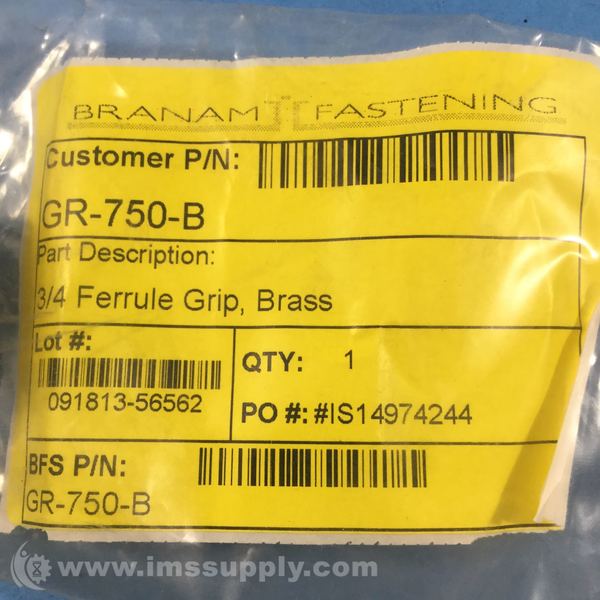 BRANAM FASTENING
Customer P/N:
GR-750-B
Part Description:
3/4 Ferrule Grip, Brass
Lot #:
091813-56562
QTY: 1
PO #: #IS14974244
BFS P/N:
GR-750-B
www.imssupply.com